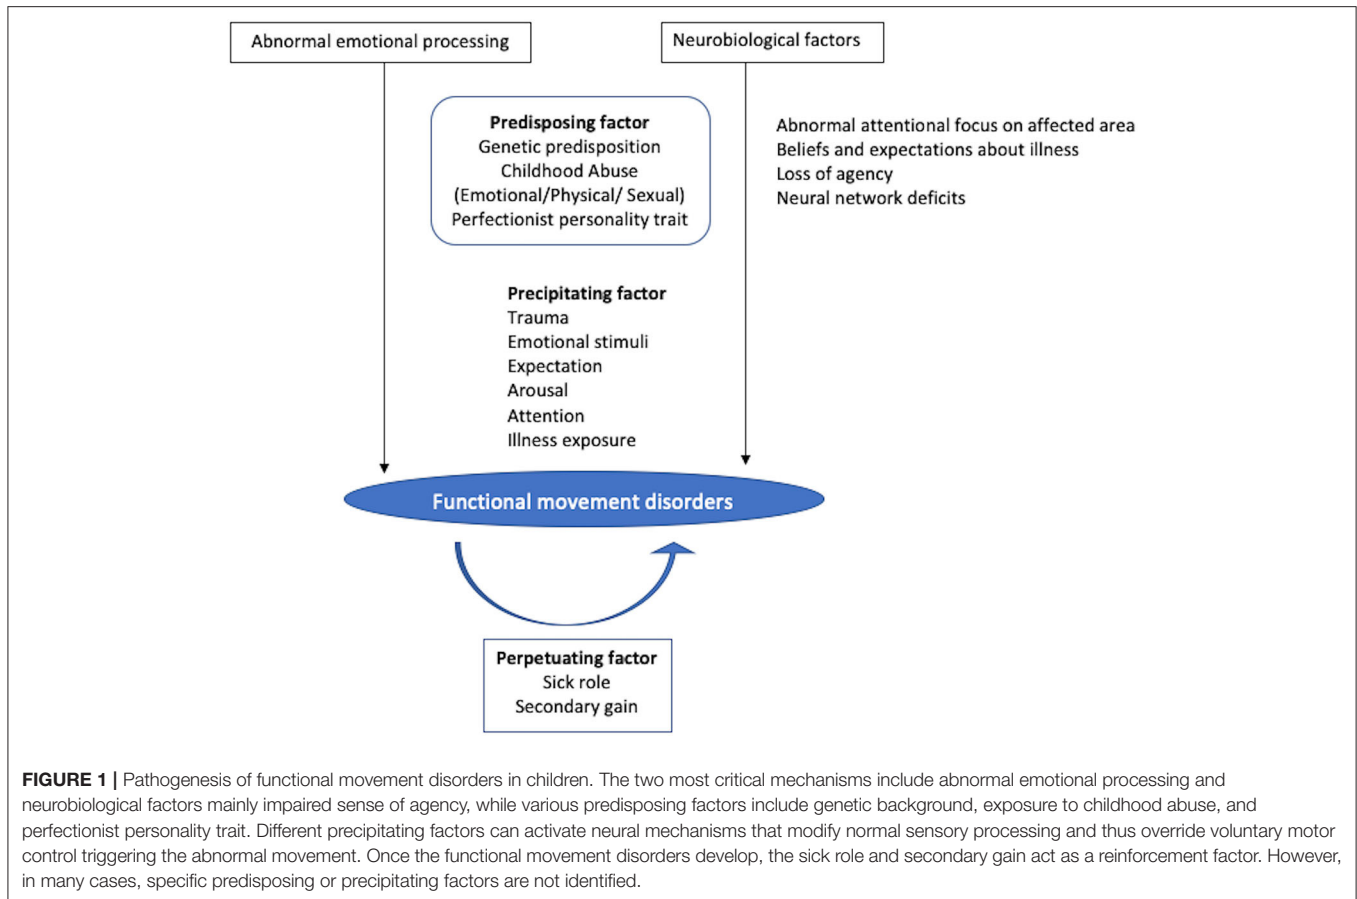 Abnormal emotional processing
Neurobiological factors
Predisposing factor
Genetic predisposition
Childhood Abuse
(Emotional/Physical/ Sexual)
Perfectionist personality trait
Abnormal attentional focus on affected area
Beliefs and expectations about illness
Loss of agency
Neural network deficits
Precipitating factor
Trauma
Emotional stimuli
Expectation
Arousal
Attention
Illness exposure
Functional movement disorders
Perpetuating factor
Sick role
Secondary gain
FIGURE 1 | Pathogenesis of functional movement disorders in children. The two most critical mechanisms include abnormal emotional processing and
neurobiological factors mainly impaired sense of agency, while various predisposing factors include genetic background, exposure to childhood abuse, and
perfectionist personality trait. Different precipitating factors can activate neural mechanisms that modify normal sensory processing and thus override voluntary motor
control triggering the abnormal movement. Once the functional movement disorders develop, the sick role and secondary gain act as a reinforcement factor. However,
in many cases, specific predisposing or precipitating factors are not identified.